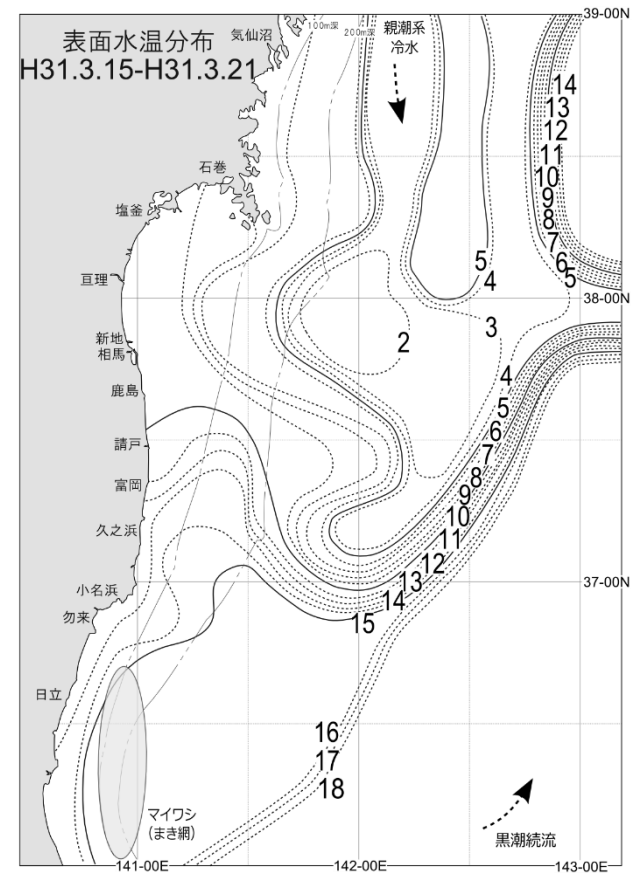 表面水温分布
H31.3.15-H31.3.21
気仙沼
100m深
200m深
親潮系
冷水
39-00N
石巻
塩釜
亘理
新地
相馬
鹿島
請戸
富岡
久之浜
小名浜
勿来
日立
14
13
12
11
10
9
8
7
6
5
5
4
38-00N
3
2
4
5
6
7
8
9
10
11
12
13
14
15
37-00N
16
17
18
マイワシ
(まき網)
黒潮続流
141-00E
142-00E
143-00E